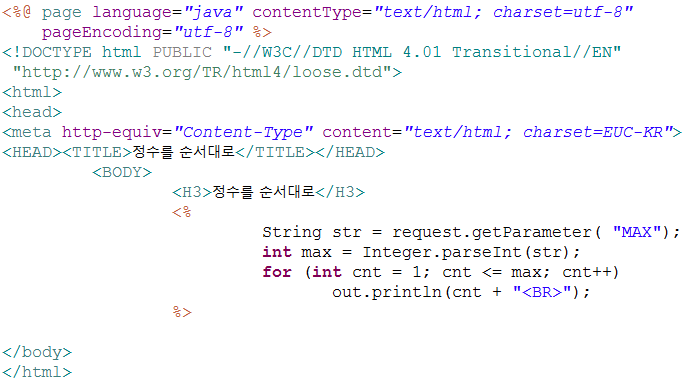 <%@ page language="java" contentType="text/html; charset=utf-8"
    pageEncoding="utf-8" %>
<!DOCTYPE html PUBLIC "-//W3C//DTD HTML 4.01 Transitional//EN"
 "http://www.w3.org/TR/html4/loose.dtd">
<html>
<head>
<meta http-equiv="Content-Type" content="text/html; charset=EUC-KR">
<HEAD><TITLE>정수를 순서대로</TITLE></HEAD>
         <BODY>
                 <H3>정수를 순서대로</H3>
                 <%
                          String str = request.getParameter( "MAX");
                          int max = Integer.parseInt(str);
                          for (int cnt = 1; cnt <= max; cnt++)
                                 out.println(cnt + "<BR>");
                 %>
</body>
</html>